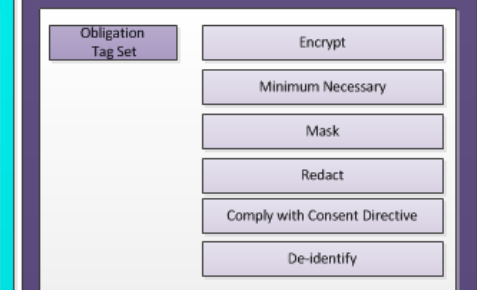 Obligation
Tag Set
Encrypt
Minimum Necessary
Mask
Redact
Comply with Consent Directive
De-identify